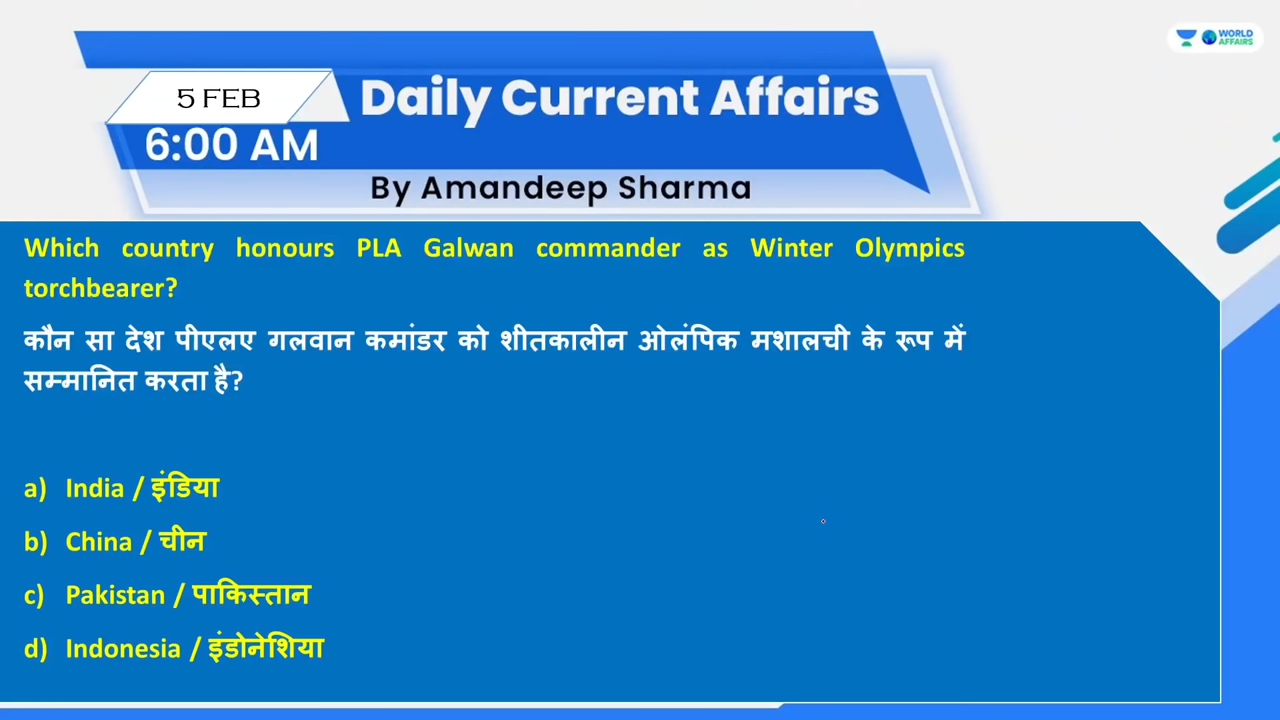 WORLD
AFFAIRS
5 FEB
Daily Current Affairs
6:00 AM
By Amandeep Sharma
Which country honours PLA Galwan commander as Winter Olympics
torchbearer?
कौन सा देश पीएलए गलवान कमांडर को शीतकालीन ओलंपिक मशालची के रूप में
सम्मानित करता है?
a) India / इंडिया
b) China / चीन
c) Pakistan / पाकिस्तान
d) Indonesia / इंडोनेशिया